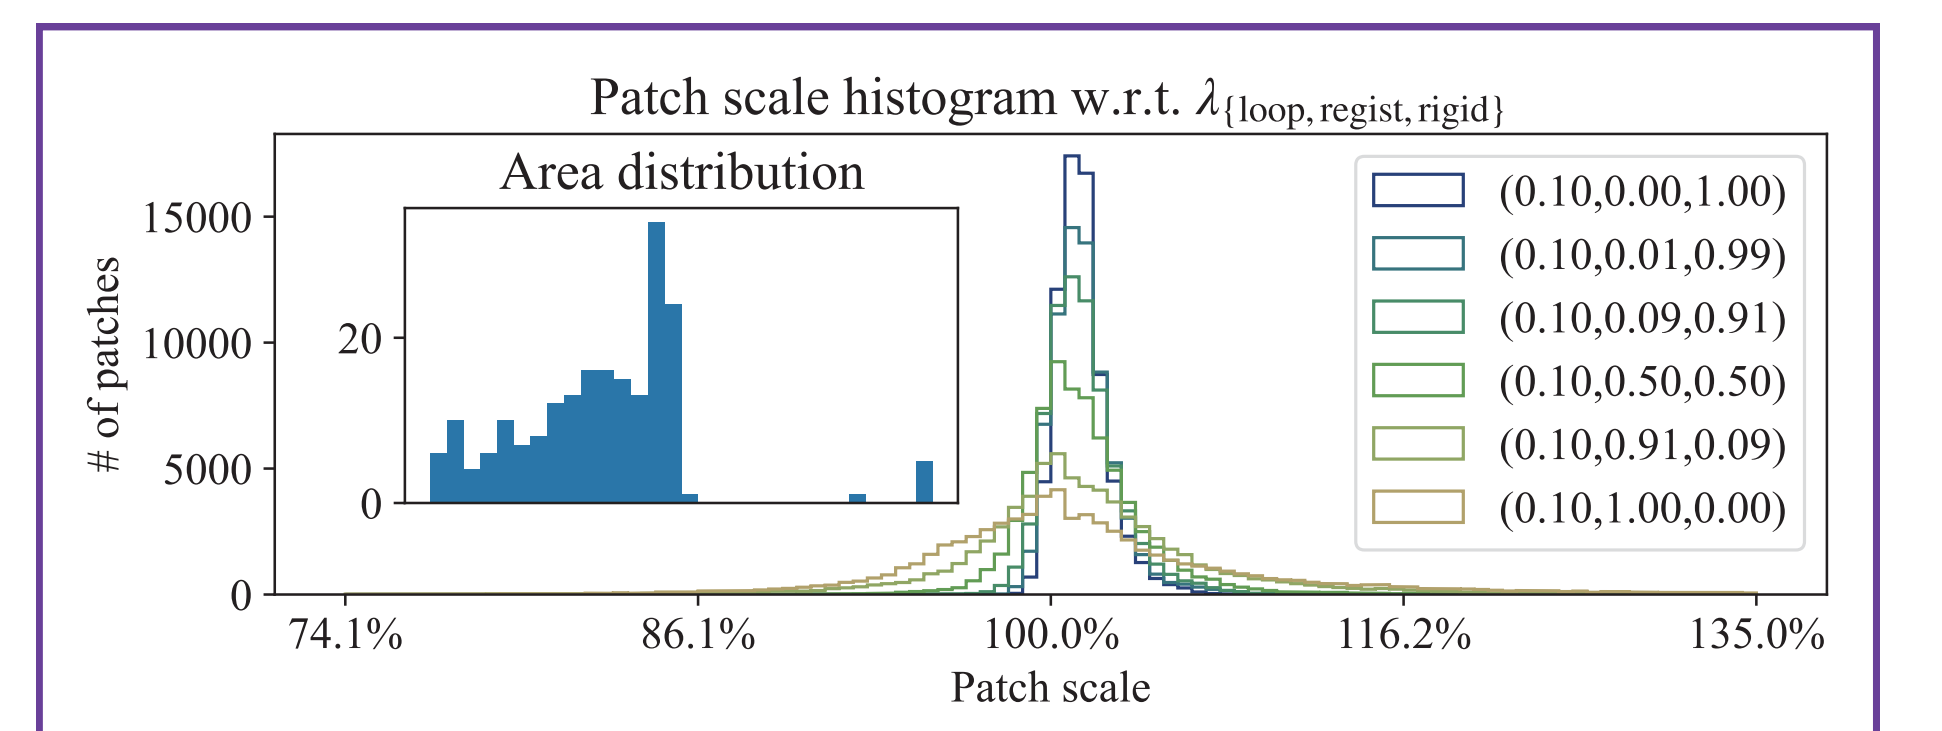 Patch scale histogram w.r.t. λ{loop, regist, rigid}
Area distribution
20
0
# of patches
15000
10000
5000
0
(0.10,0.00,1.00)
(0.10,0.01,0.99)
(0.10,0.09,0.91)
(0.10,0.50,0.50)
(0.10,0.91,0.09)
(0.10,1.00,0.00)
74.1% 86.1% 100.0% 116.2% 135.0%
Patch scale